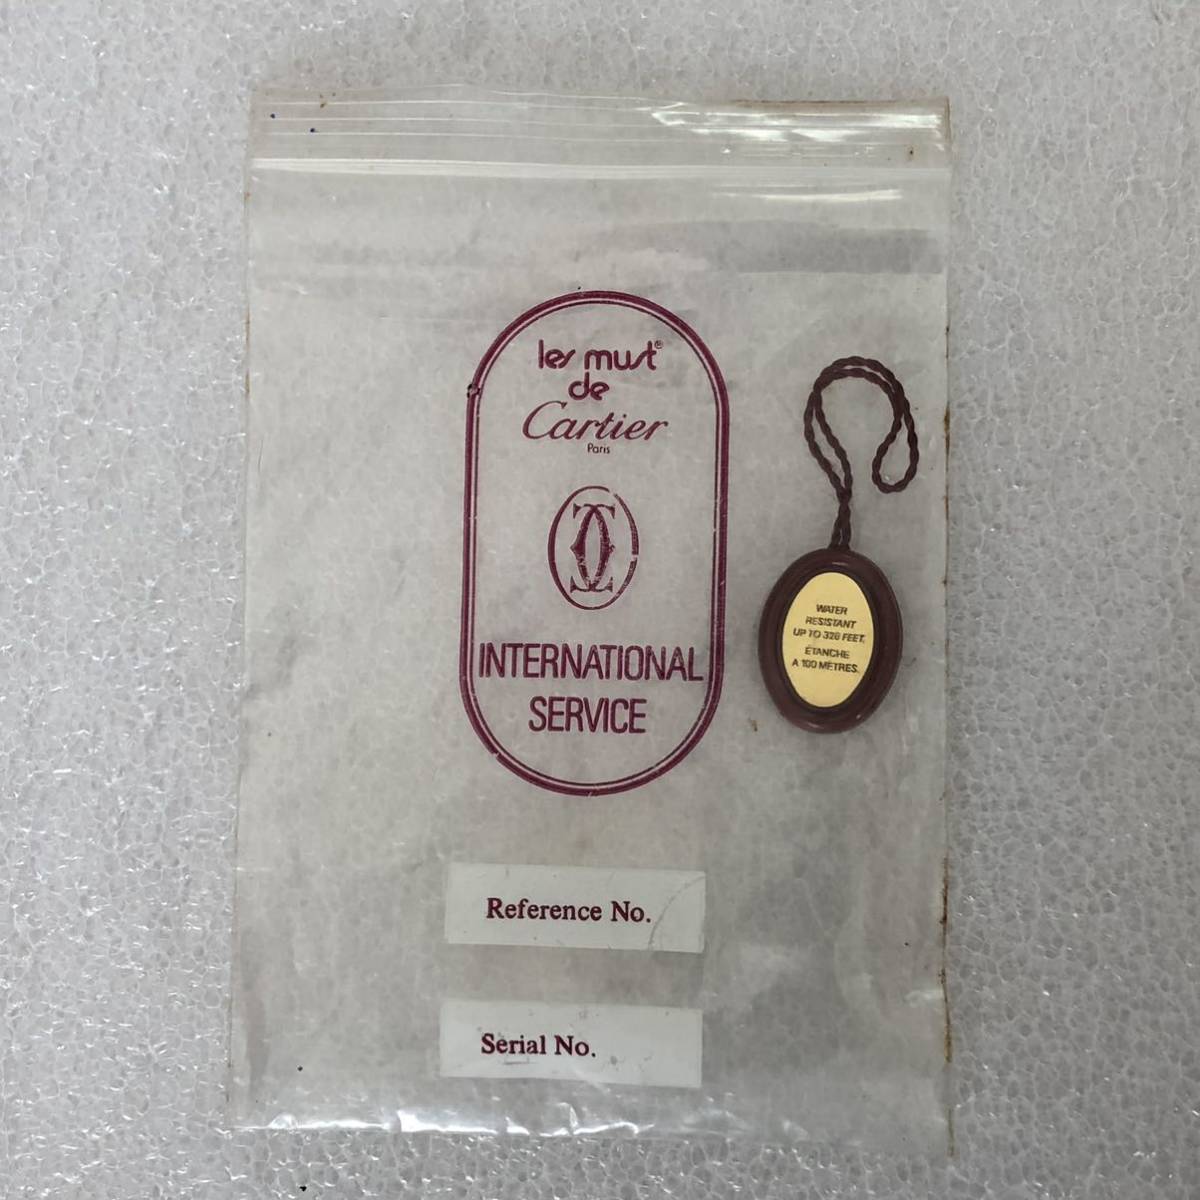 les must®
de
Cartier
Paris
INTERNATIONAL
SERVICE
WATER
RESISTANT
UP TO 328 FEET.
ÉTANCHE
A 100 MÈTRES.
Reference No.
Serial No.